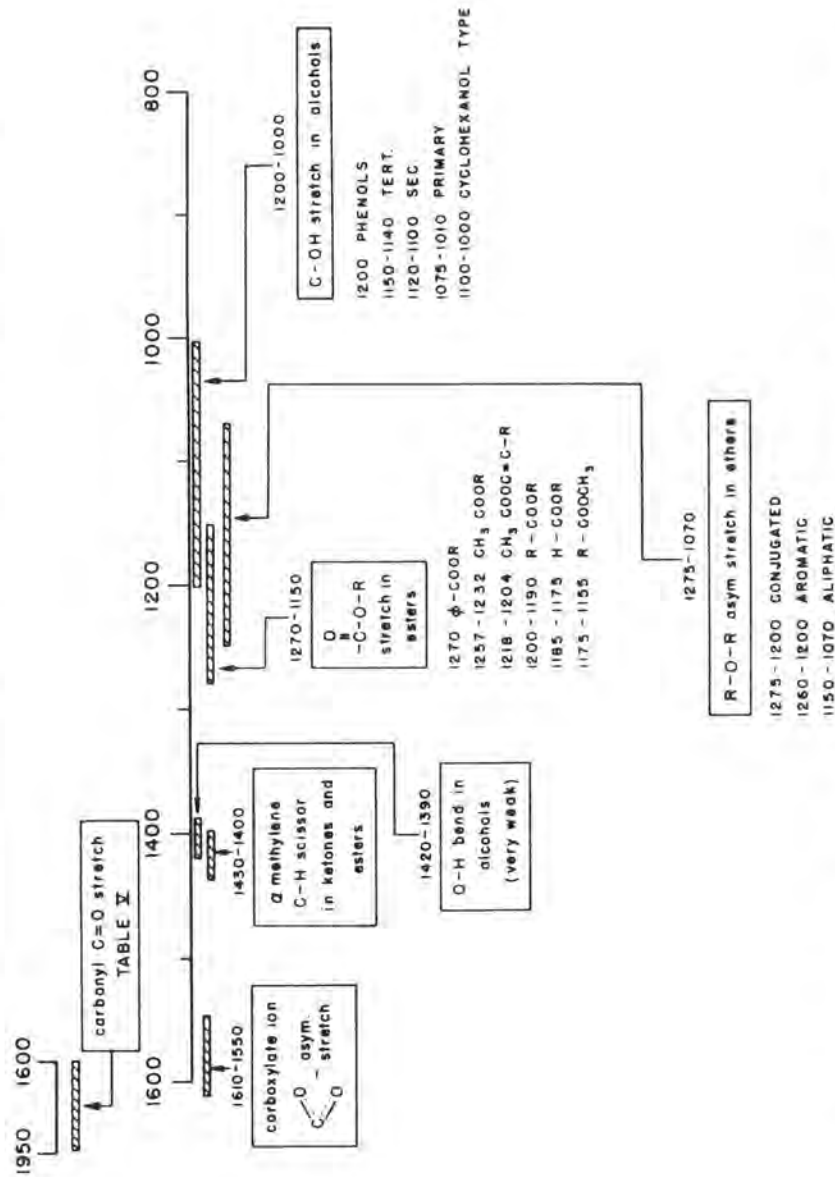 1950 1600
carbonyl C=O stretch
TABLE V
1600 1400 1200 1000 800
1610-1550
carboxylate ion
O
C - asym. stretch
O
1430-1400
α methylene
C-H scissor
in ketones and
esters
1420-1390
O-H bend in
alcohols
(very weak)
1270-1150
O
-C-O-R
stretch in
esters
1270 φ-COOR
1257-1232 CH3 COOR
1218-1204 CH3 COOC=C-R
1200-1190 R-COOR
1185-1175 H-COOR
1175-1155 R-COOCH3
1275-1070
R-O-R asym stretch in ethers
1275-1200 CONJUGATED
1260-1200 AROMATIC
1150-1070 ALIPHATIC
1200-1000
C-OH stretch in alcohols
1200 PHENOLS
1150-1140 TERT.
1120-1100 SEC
1075-1010 PRIMARY
1100-1000 CYCLOHEXANOL TYPE